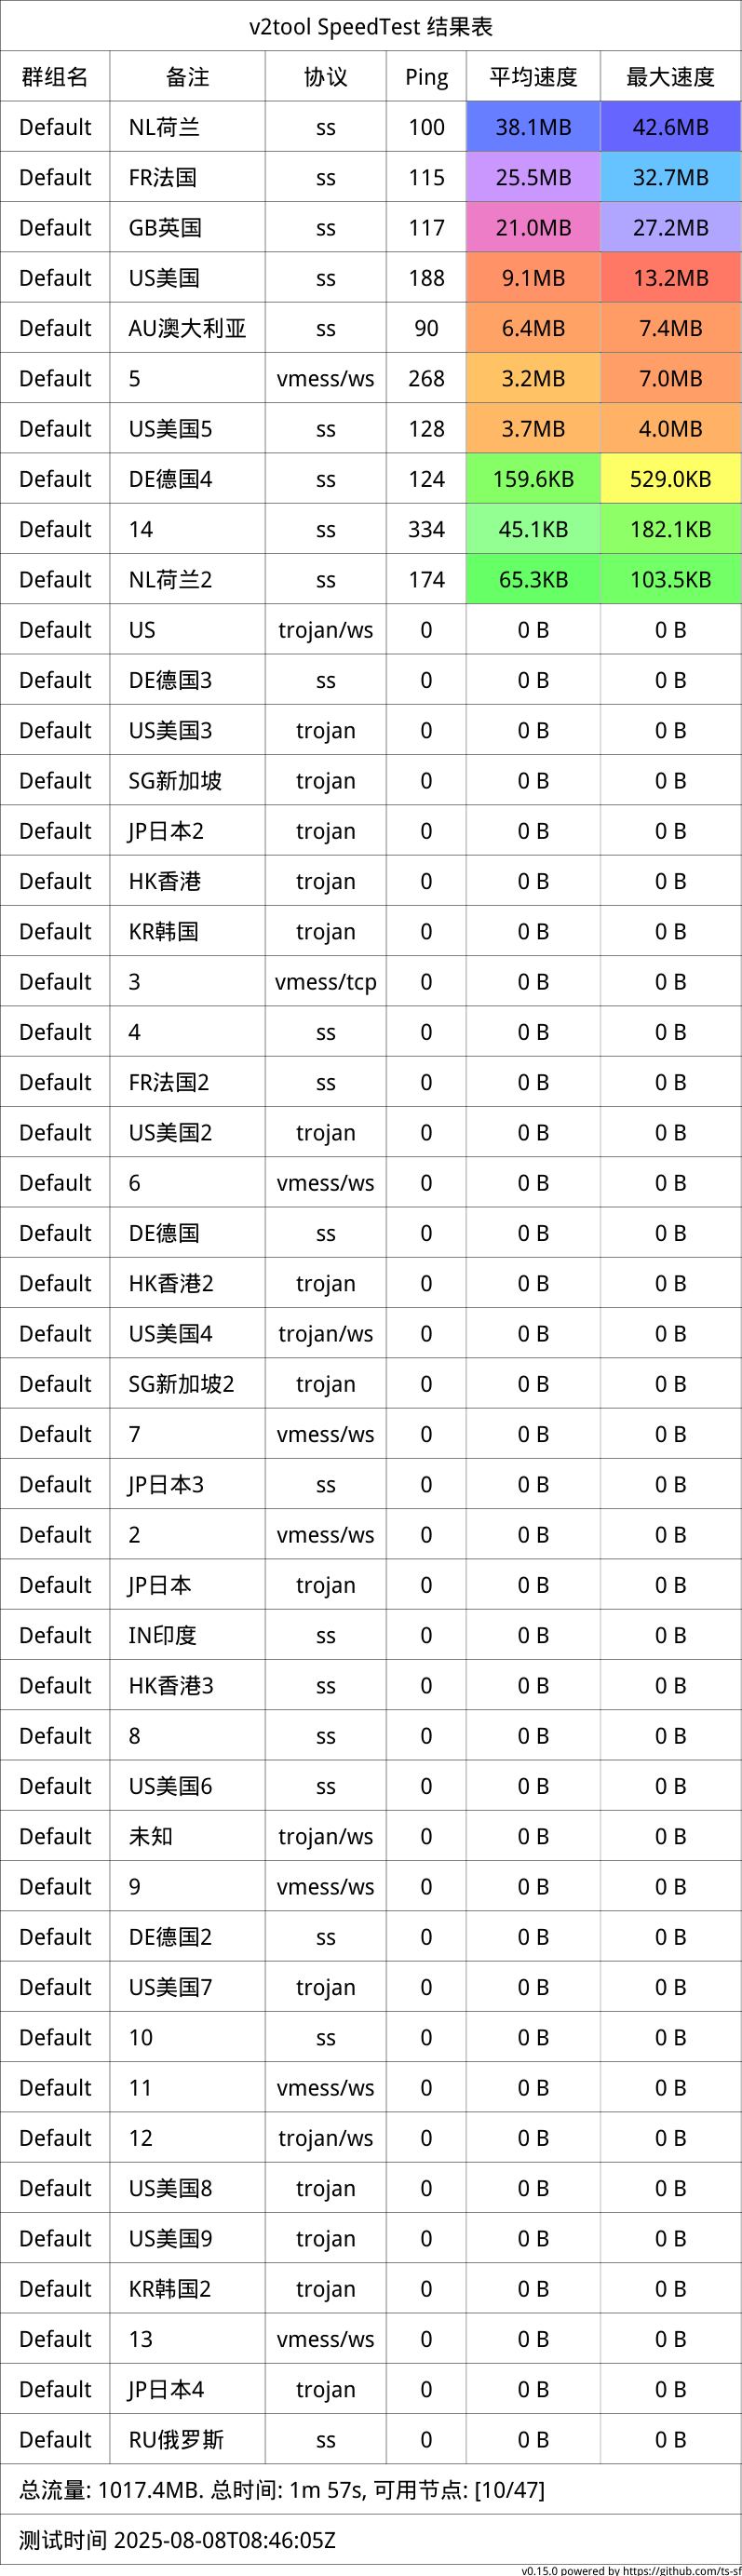 v2tool SpeedTest 结果表
群组名 备注 协议 Ping 平均速度 最大速度
Default NL荷兰 ss 100 38.1MB 42.6MB
Default FR法国 ss 115 25.5MB 32.7MB
Default GB英国 ss 117 21.0MB 27.2MB
Default US美国 ss 188 9.1MB 13.2MB
Default AU澳大利亚 ss 90 6.4MB 7.4MB
Default 5 vmess/ws 268 3.2MB 7.0MB
Default US美国5 ss 128 3.7MB 4.0MB
Default DE德国4 ss 124 159.6KB 529.0KB
Default 14 ss 334 45.1KB 182.1KB
Default NL荷兰2 ss 174 65.3KB 103.5KB
Default US trojan/ws 0 0 B 0 B
Default DE德国3 ss 0 0 B 0 B
Default US美国3 trojan 0 0 B 0 B
Default SG新加坡 trojan 0 0 B 0 B
Default JP日本2 trojan 0 0 B 0 B
Default HK香港 trojan 0 0 B 0 B
Default KR韩国 trojan 0 0 B 0 B
Default 3 vmess/tcp 0 0 B 0 B
Default 4 ss 0 0 B 0 B
Default FR法国2 ss 0 0 B 0 B
Default US美国2 trojan 0 0 B 0 B
Default 6 vmess/ws 0 0 B 0 B
Default DE德国 ss 0 0 B 0 B
Default HK香港2 trojan 0 0 B 0 B
Default US美国4 trojan/ws 0 0 B 0 B
Default SG新加坡2 trojan 0 0 B 0 B
Default 7 vmess/ws 0 0 B 0 B
Default JP日本3 ss 0 0 B 0 B
Default 2 vmess/ws 0 0 B 0 B
Default JP日本 trojan 0 0 B 0 B
Default IN印度 ss 0 0 B 0 B
Default HK香港3 ss 0 0 B 0 B
Default 8 ss 0 0 B 0 B
Default US美国6 ss 0 0 B 0 B
Default 未知 trojan/ws 0 0 B 0 B
Default 9 vmess/ws 0 0 B 0 B
Default DE德国2 ss 0 0 B 0 B
Default US美国7 trojan 0 0 B 0 B
Default 10 ss 0 0 B 0 B
Default 11 vmess/ws 0 0 B 0 B
Default 12 trojan/ws 0 0 B 0 B
Default US美国8 trojan 0 0 B 0 B
Default US美国9 trojan 0 0 B 0 B
Default KR韩国2 trojan 0 0 B 0 B
Default 13 vmess/ws 0 0 B 0 B
Default JP日本4 trojan 0 0 B 0 B
Default RU俄罗斯 ss 0 0 B 0 B
总流量: 1017.4MB. 总时间: 1m 57s, 可用节点: [10/47]
测试时间 2025-08-08T08:46:05Z
v0.15.0 powered by https://github.com/ts-sf